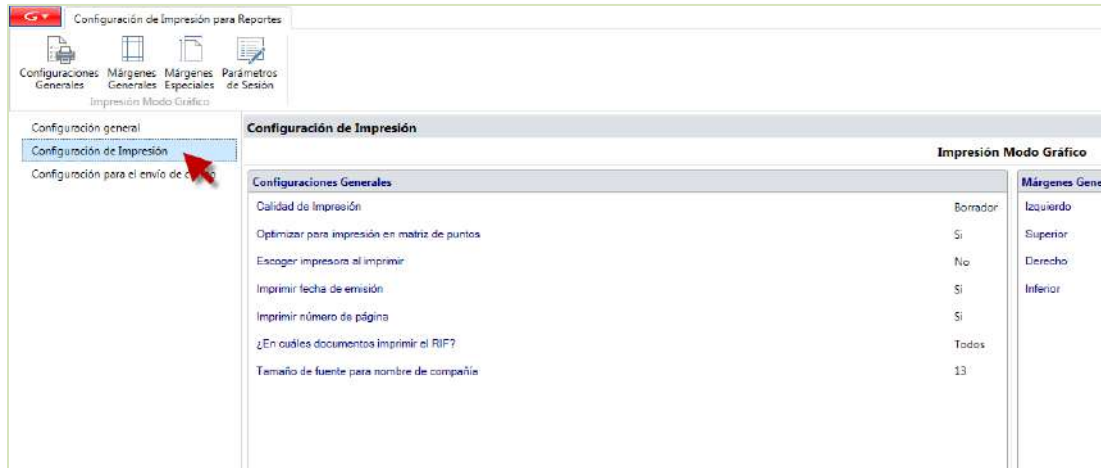 G
Configuración de Impresión para Reportes
Configuraciones Generales
Márgenes Generales
Márgenes Especiales
Parámetros de Sesión
Impresión Modo Gráfico
Configuración general
Configuración de Impresión
Configuración para el envío de
Configuración de Impresión
Impresión Modo Gráfico
Configuraciones Generales
Calidad de Impresión Borrador
Optimizar para impresión en matriz de puntos Si
Escoger impresora al imprimir No
Imprimir fecha de emisión Si
Imprimir número de página Si
¿En cuáles documentos imprimir el RIF? Todos
Tamaño de fuente para nombre de compañía 13
Márgenes Gene
Izquierdo
Superior
Derecho
Inferior